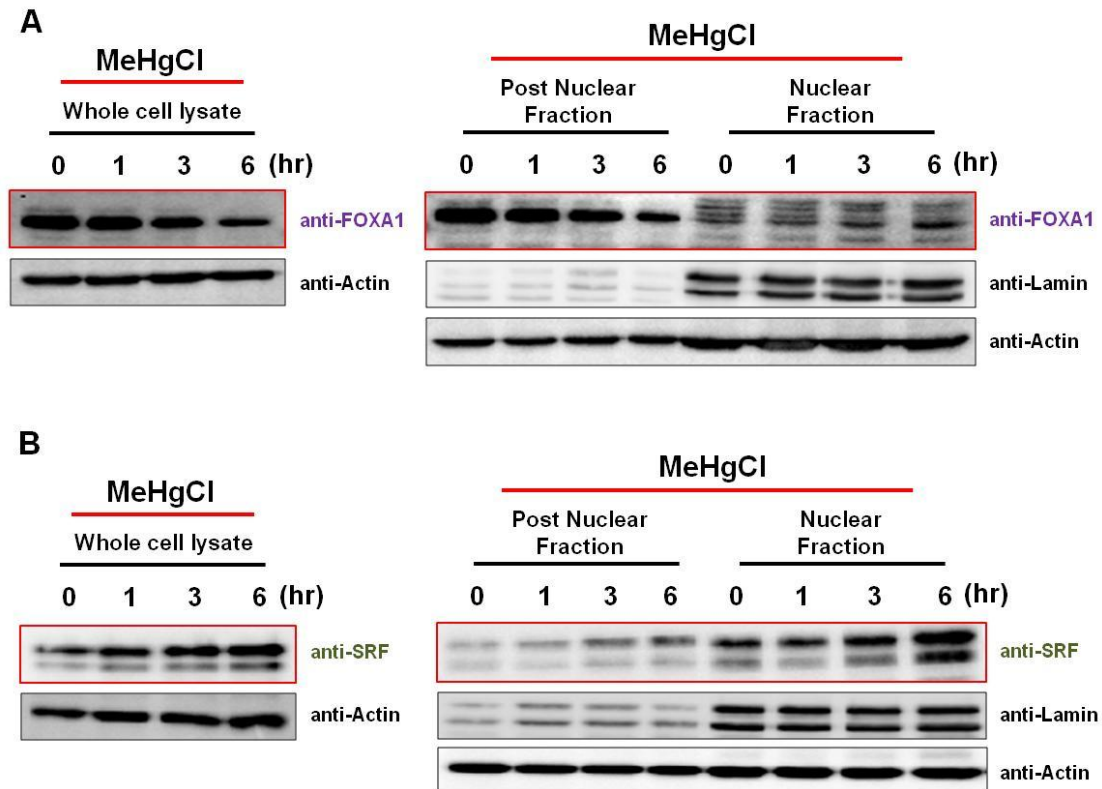 A
MeHgCl
Whole cell lysate
0 1 3 6 (hr)
anti-FOXA1
anti-Actin
MeHgCl
Post Nuclear
Fraction
Nuclear
Fraction
0 1 3 6 0 1 3 6 (hr)
anti-FOXA1
anti-Lamin
anti-Actin
B
MeHgCl
Whole cell lysate
0 1 3 6 (hr)
anti-SRF
anti-Actin
MeHgCl
Post Nuclear
Fraction
Nuclear
Fraction
0 1 3 6 0 1 3 6 (hr)
anti-SRF
anti-Lamin
anti-Actin